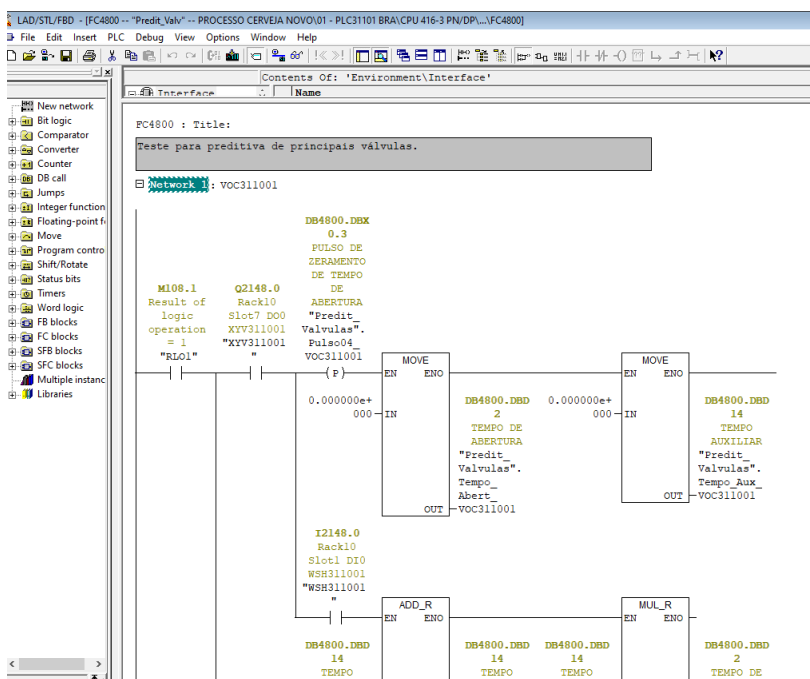 LAD/STL/FBD - [FC4800 -- "Predit_Valv" -- PROCESSO CERVEJA NOVO\01 - PLC31101 BRA\CPU 416-3 PN/DP\...\FC4800]
File Edit Insert PLC Debug View Options Window Help
Contents Of: 'Environment\Interface'
Interface
Name
New network
Bit logic
Comparator
Converter
Counter
DB call
Jumps
Integer function
Floating-point f
Move
Program contro
Shift/Rotate
Status bits
Timers
Word logic
FB blocks
FC blocks
SFB blocks
SFC blocks
Multiple instanc
Libraries
FC4800 : Title:
Teste para preditiva de principais válvulas.
Network 1: VOC311001
M108.1
Result of
logic
operation
= 1
"RLO1"
Q2148.0
Rack10
Slot7 DO0
XYV311001
"XYV311001
"
DB4800.DBX
0.3
PULSO DE
ZERAMENTO
DE TEMPO
DE
ABERTURA
"Predit_
Valvulas".
Pulso04_
VOC311001
P
MOVE
EN ENO
0.000000e+
000
IN
OUT
DB4800.DBD
2
TEMPO DE
ABERTURA
"Predit_
Valvulas".
Tempo_
Abert_
VOC311001
MOVE
EN ENO
0.000000e+
000
IN
OUT
DB4800.DBD
14
TEMPO
AUXILIAR
"Predit_
Valvulas".
Tempo_Aux_
VOC311001
I2148.0
Rack10
Slot1 DI0
WSH311001
"WSH311001
"
ADD_R
EN ENO
DB4800.DBD
14
TEMPO
DB4800.DBD
14
TEMPO
MUL_R
EN ENO
DB4800.DBD
14
TEMPO
DB4800.DBD
2
TEMPO DE